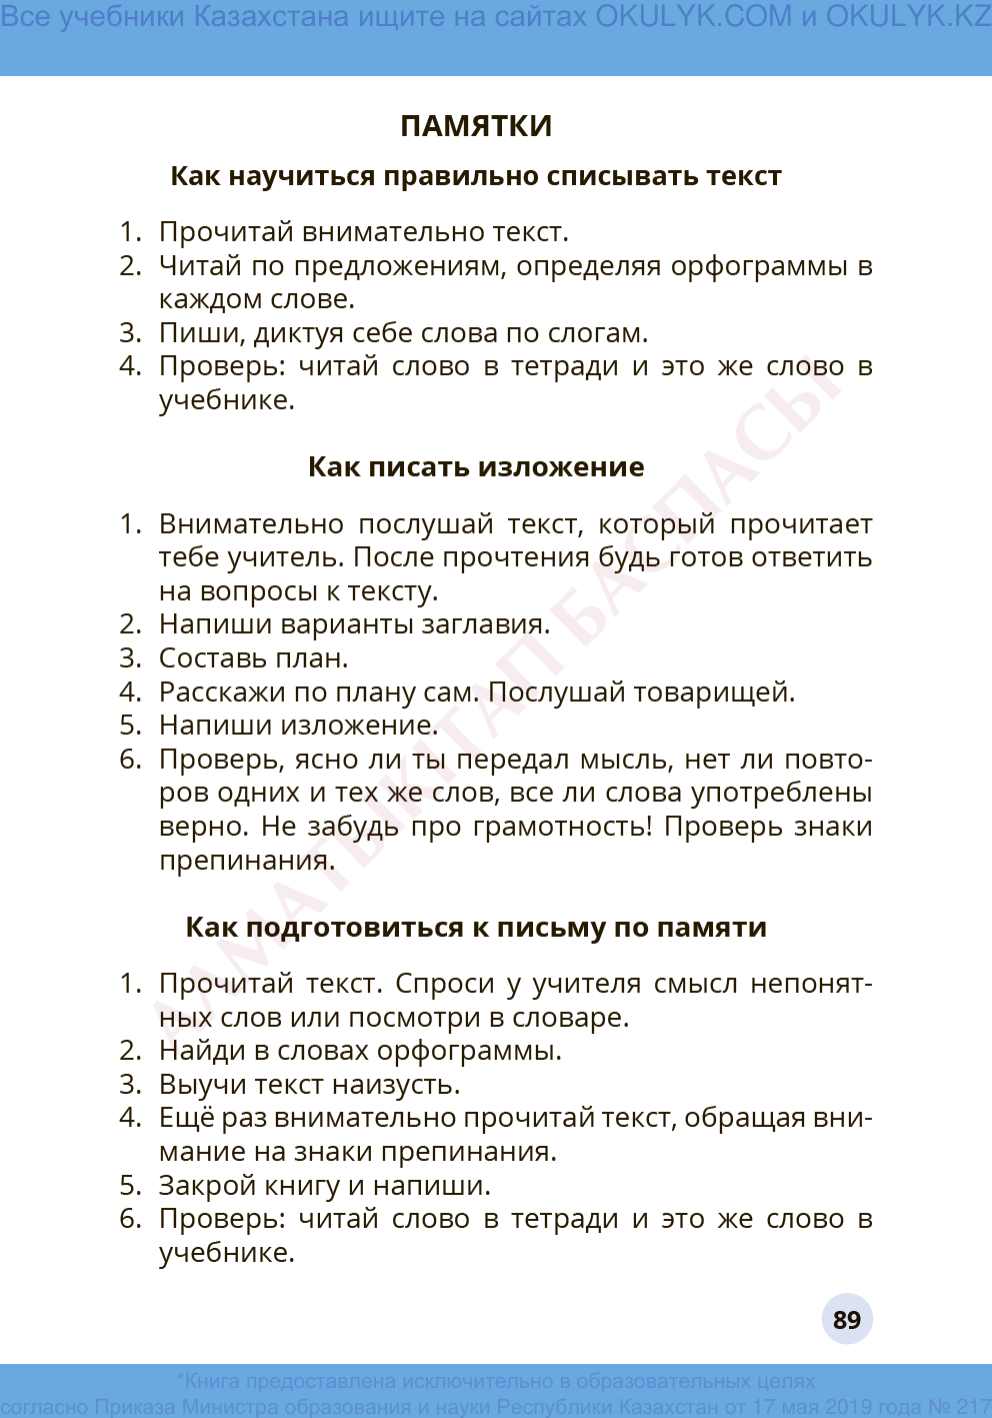 Все учебники Казахстана ищите на сайтах OKULYK.COM и OKULYK.KZ
ПАМЯТКИ
Как научиться правильно списывать текст
1. Прочитай внимательно текст.
2. Читай по предложениям, определяя орфограммы в
каждом слове.
3. Пиши, диктуя себе слова по слогам.
4. Проверь: читай слово в тетради и это же слово в
учебнике.
Как писать изложение
1. Внимательно послушай текст, который прочитает
тебе учитель. После прочтения будь готов ответить
на вопросы к тексту.
2. Напиши варианты заглавия.
3. Составь план.
4. Расскажи по плану сам. Послушай товарищей.
5. Напиши изложение.
6. Проверь, ясно ли ты передал мысль, нет ли повто-
ров одних и тех же слов, все ли слова употреблены
верно. Не забудь про грамотность! Проверь знаки
препинания.
Как подготовиться к письму по памяти
1. Прочитай текст. Спроси у учителя смысл непонят-
ных слов или посмотри в словаре.
2. Найди в словах орфограммы.
3. Выучи текст наизусть.
4. Ещё раз внимательно прочитай текст, обращая вни-
мание на знаки препинания.
5. Закрой книгу и напиши.
6. Проверь: читай слово в тетради и это же слово в
учебнике.
АЛМАТЫКІТАП БАСПАСЫ
89
*Книга предоставлена исключительно в образовательных целях
согласно Приказа Министра образования и науки Республики Казахстан от 17 мая 2019 года № 217